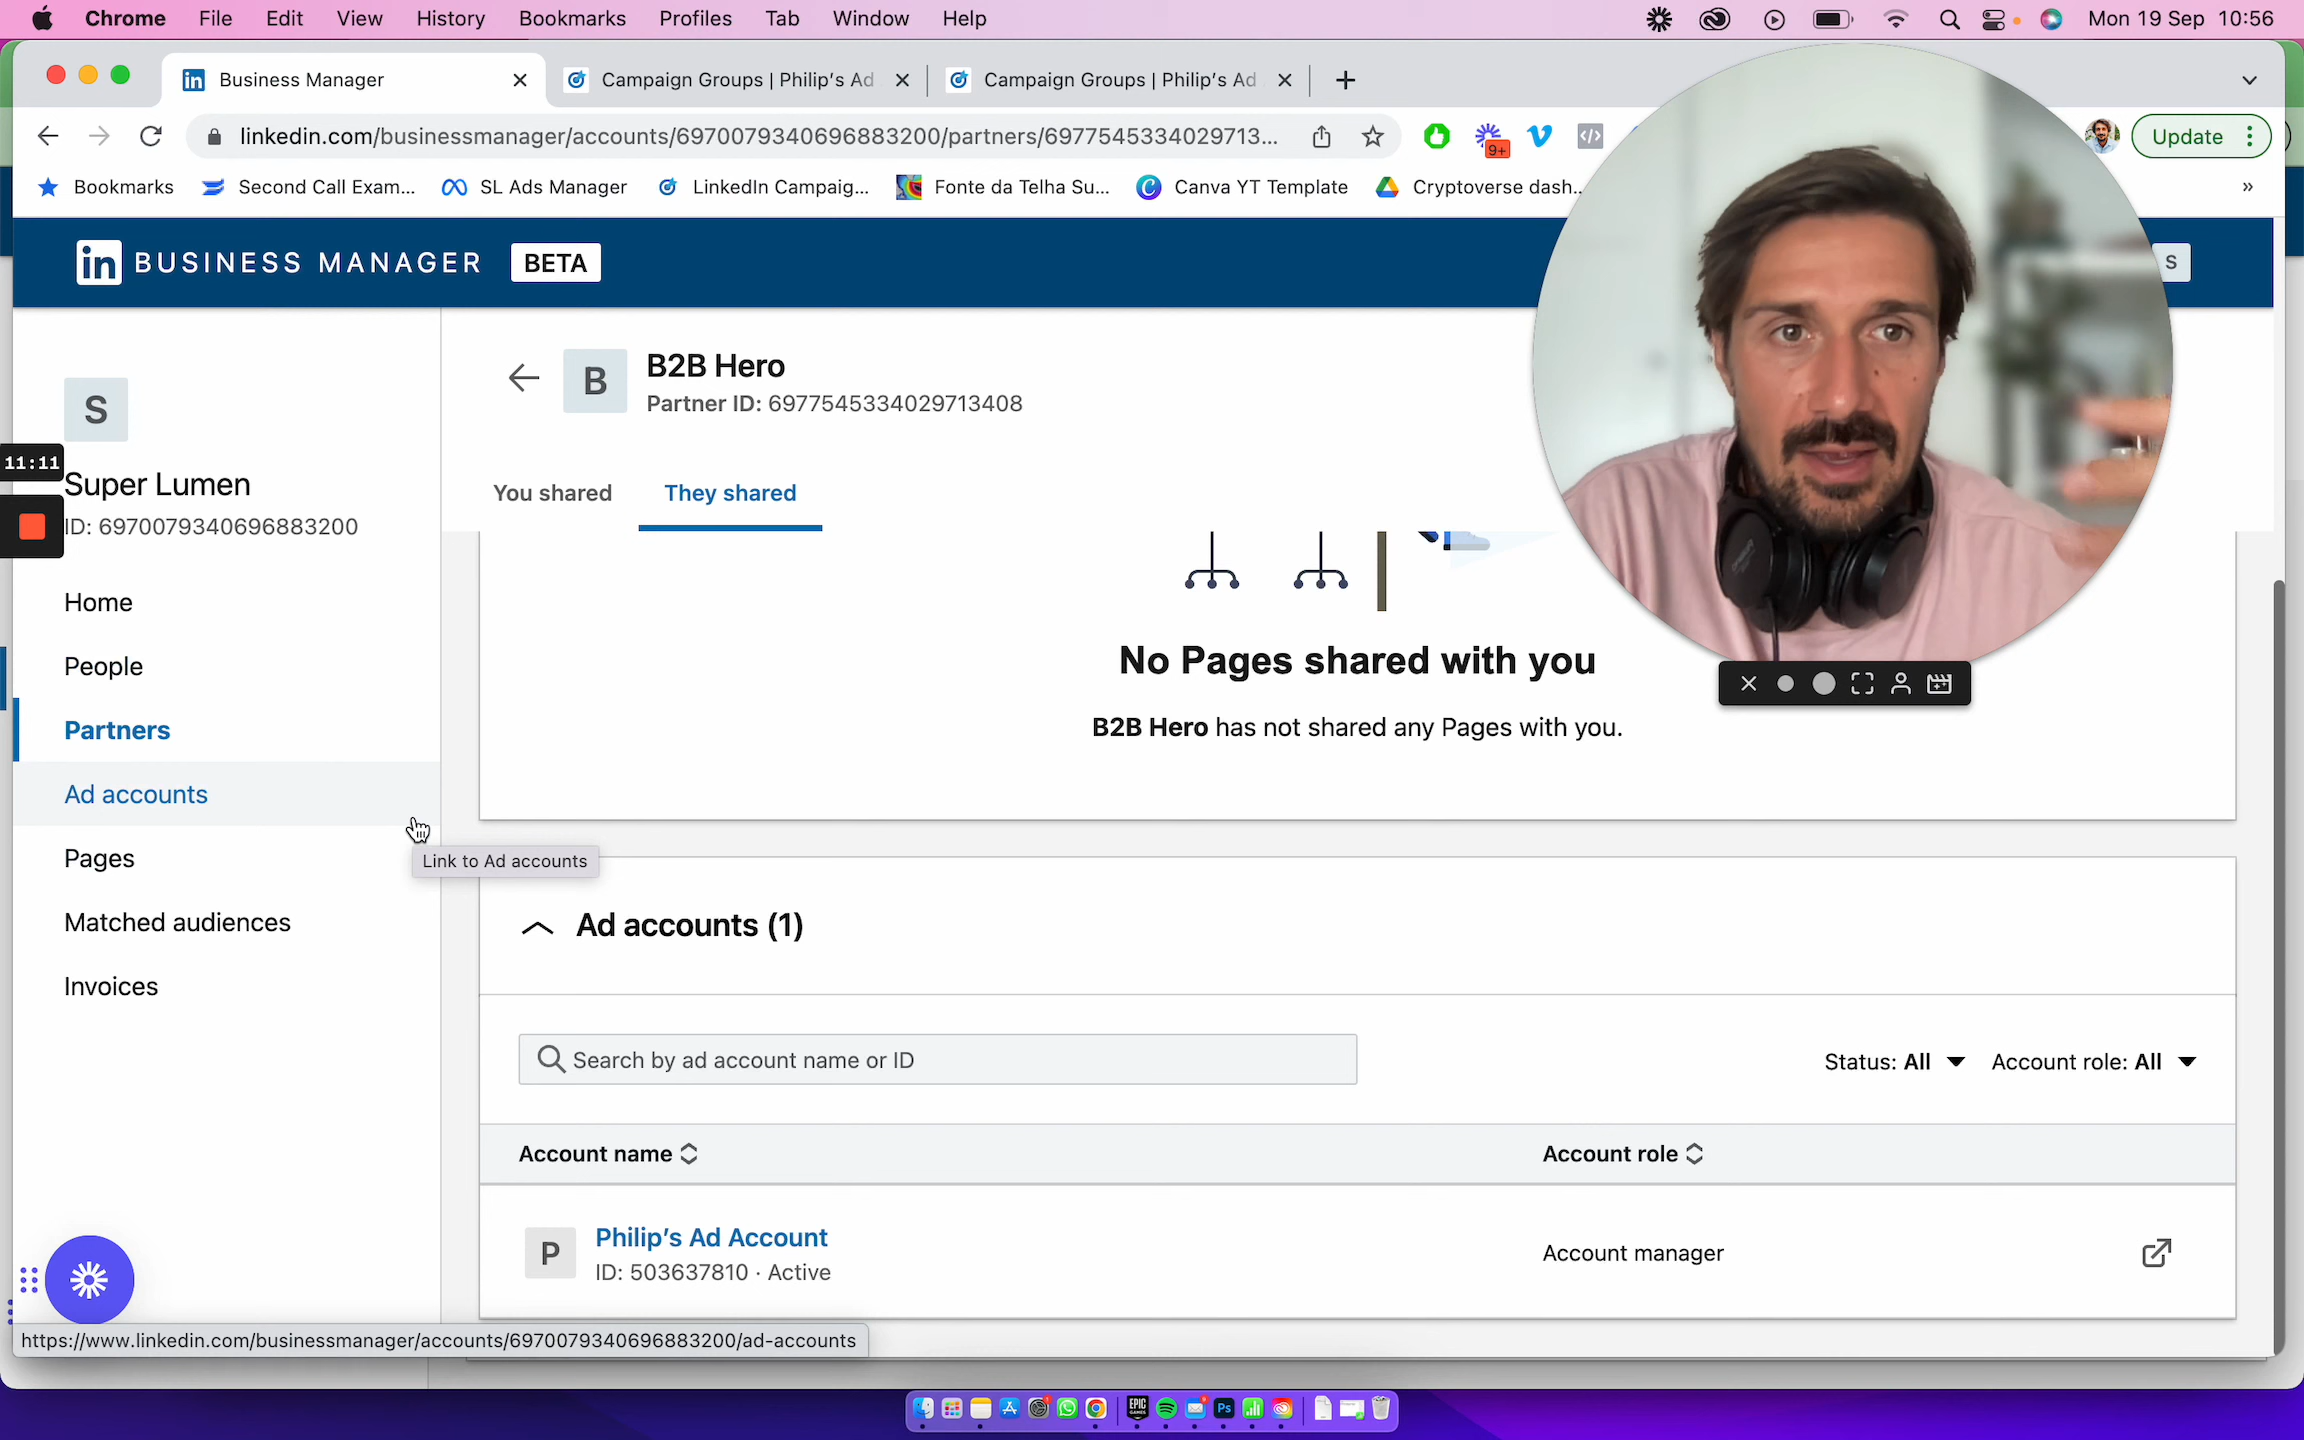 Chrome File Edit View History Bookmarks Profiles Tab Window Help
Mon 19 Sep 10:56
Business Manager
Campaign Groups | Philip's Ad
Campaign Groups | Philip's Ad
linkedin.com/businessmanager/accounts/6970079340696883200/partners/6977545334029713...
9+
Update
Bookmarks
Second Call Exam...
SL Ads Manager
LinkedIn Campaig...
Fonte da Telha Su...
Canva YT Template
Cryptoverse dash...
»
in BUSINESS MANAGER BETA
S
S
Super Lumen
ID: 6970079340696883200
11:11
Home
People
Partners
Ad accounts
Pages
Matched audiences
Invoices
Link to Ad accounts
B
B2B Hero
Partner ID: 6977545334029713408
You shared
They shared
No Pages shared with you
B2B Hero has not shared any Pages with you.
Ad accounts (1)
Search by ad account name or ID
Status: All
Account role: All
Account name
Account role
P
Philip's Ad Account
ID: 503637810 · Active
Account manager
https://www.linkedin.com/businessmanager/accounts/6970079340696883200/ad-accounts
EPIC
Ps